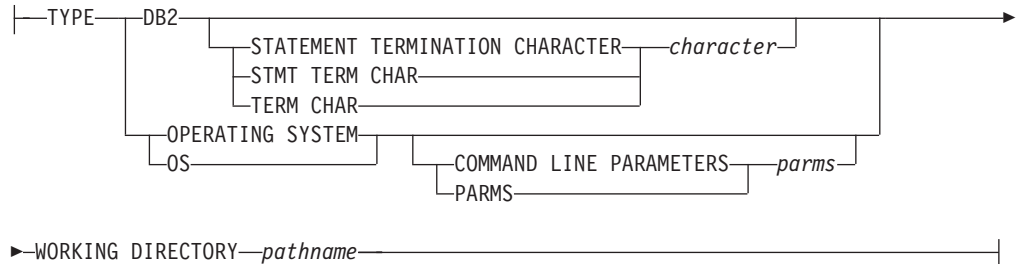 TYPE DB2
STATEMENT TERMINATION CHARACTER character
STMT TERM CHAR
TERM CHAR
OPERATING SYSTEM
OS
COMMAND LINE PARAMETERS parms
PARMS
WORKING DIRECTORY pathname